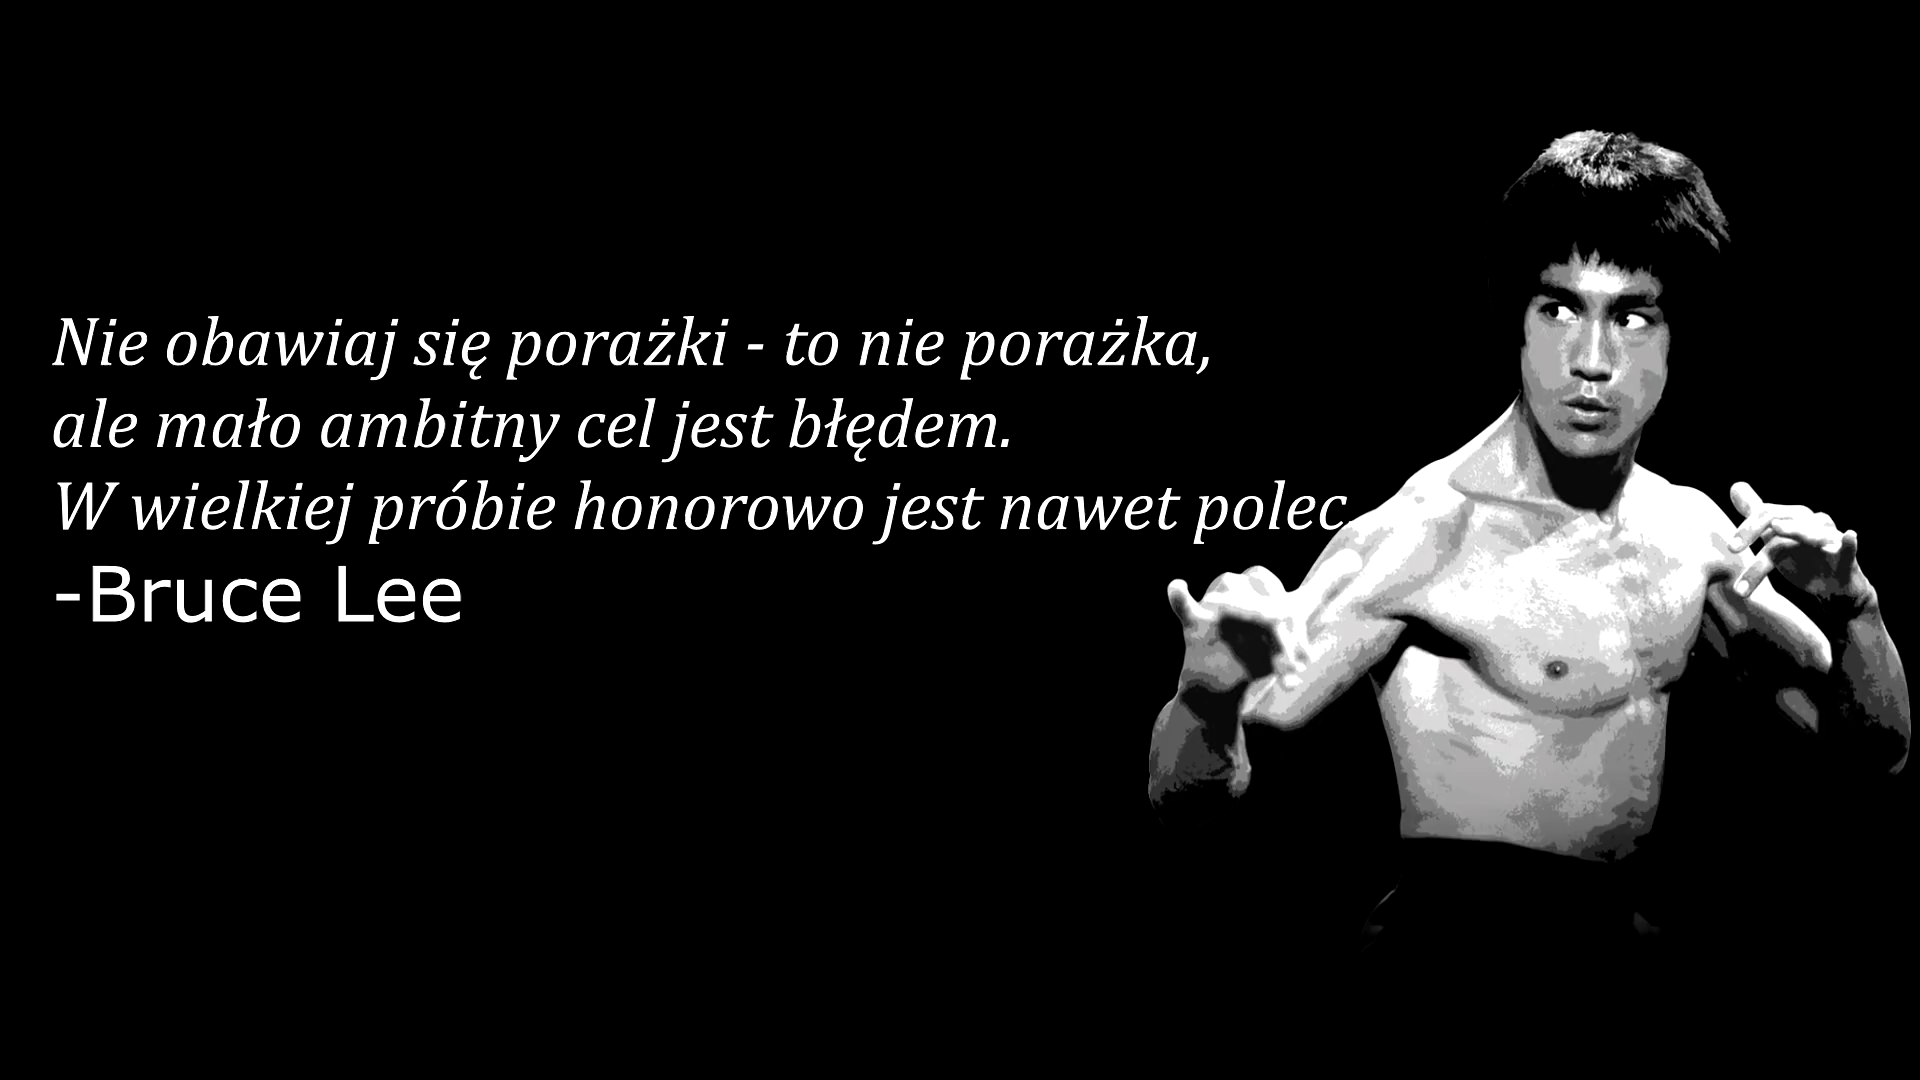 Nie obawiaj się porażki - to nie porażka,
ale mało ambitny cel jest błędem.
W wielkiej próbie honorowo jest nawet polec.
-Bruce Lee